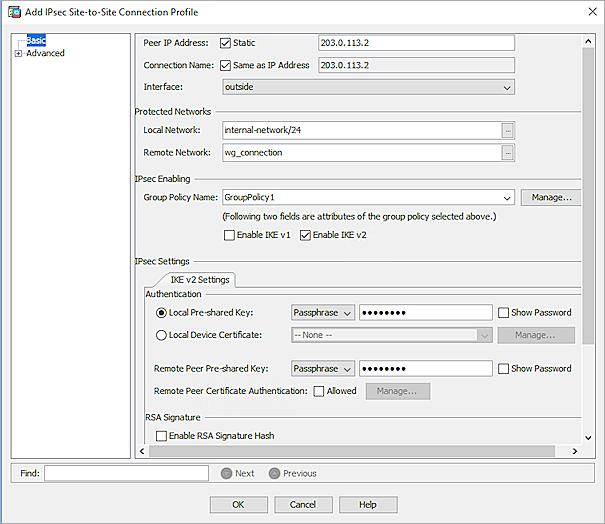 Add IPsec Site-to-Site Connection Profile
Basic
Advanced
Peer IP Address: Static 203.0.113.2
Connection Name: Same as IP Address 203.0.113.2
Interface: outside
Protected Networks
Local Network: internal-network/24 ...
Remote Network: wg_connection ...
IPsec Enabling
Group Policy Name: GroupPolicy1 Manage...
(Following two fields are attributes of the group policy selected above.)
Enable IKE v1 Enable IKE v2
IPsec Settings
IKE v2 Settings
Authentication
Local Pre-shared Key: Passphrase •••••••• Show Password
Local Device Certificate: -- None -- Manage...
Remote Peer Pre-shared Key: Passphrase •••••••• Show Password
Remote Peer Certificate Authentication: Allowed Manage...
RSA Signature
Enable RSA Signature Hash
Find: Next Previous
OK Cancel Help